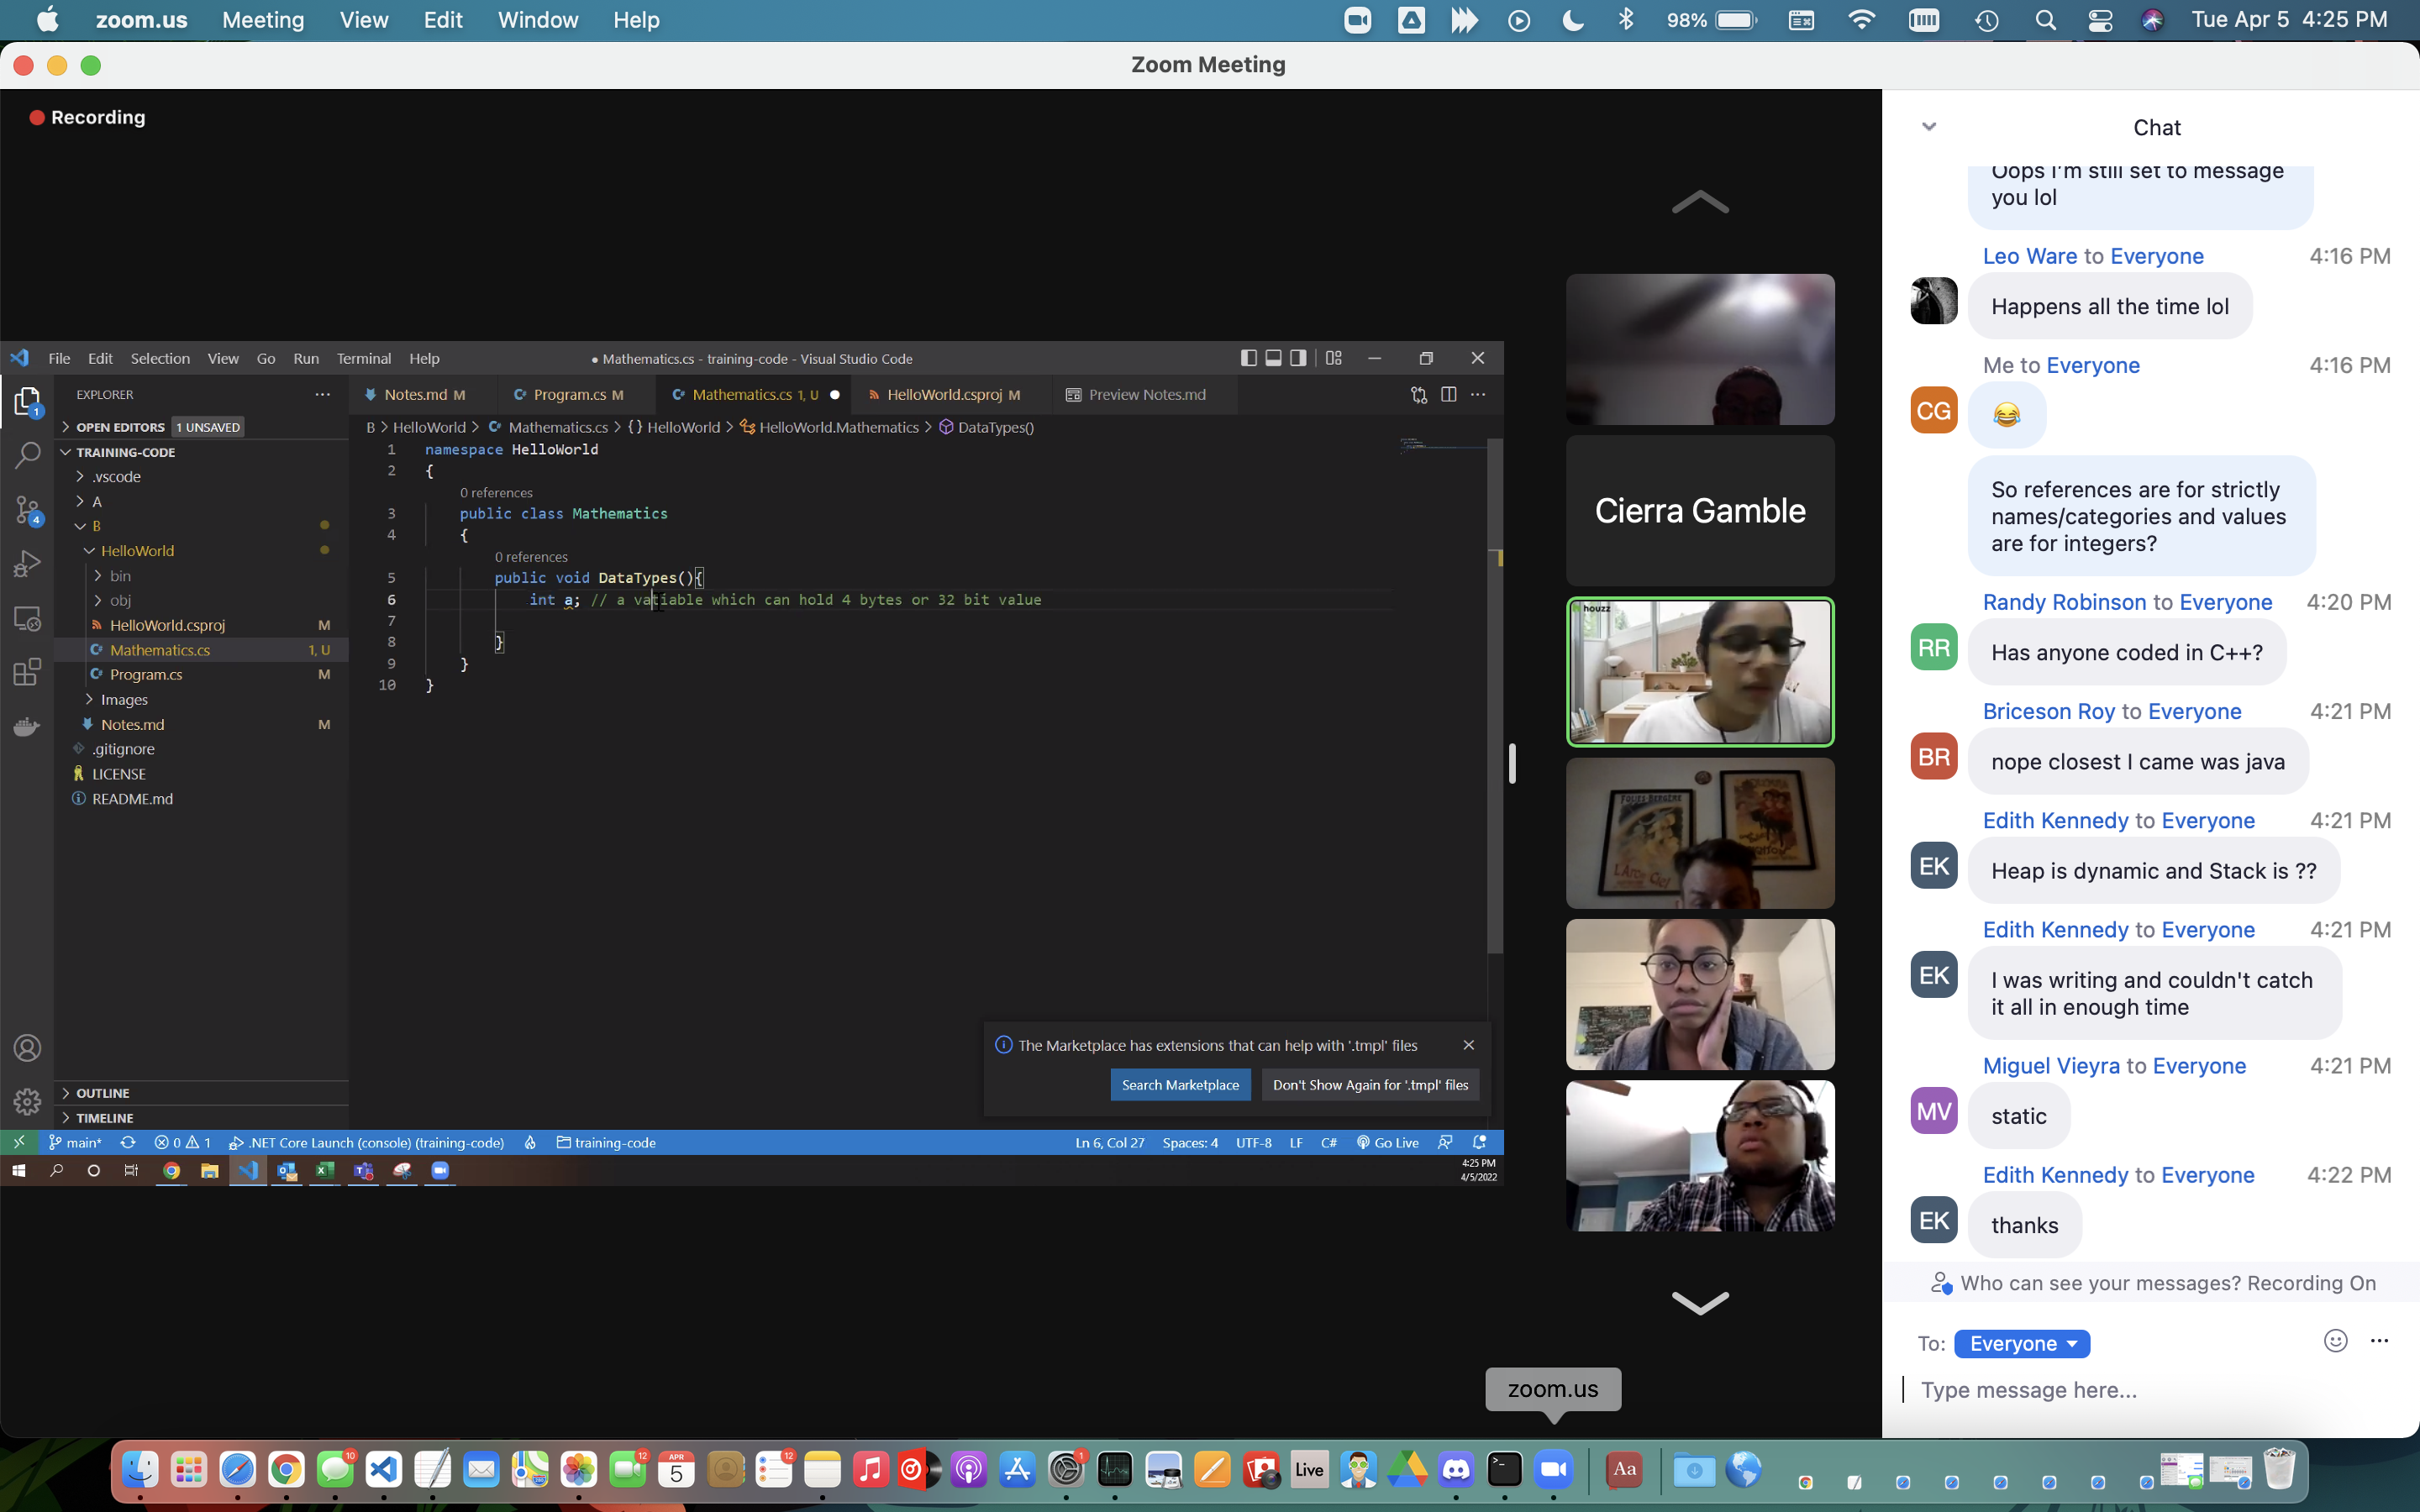 zoom.us Meeting View Edit Window Help 98% Tue Apr 5 4:25 PM
Zoom Meeting
Recording
File Edit Selection View Go Run Terminal Help
● Mathematics.cs - training-code - Visual Studio Code
EXPLORER
OPEN EDITORS 1 UNSAVED
TRAINING-CODE
.vscode
A
B
HelloWorld
bin
obj
HelloWorld.csproj M
Mathematics.cs 1, U
Program.cs M
Images
Notes.md M
.gitignore
LICENSE
README.md
OUTLINE
TIMELINE
1
4
Notes.md M Program.cs M Mathematics.cs 1, U HelloWorld.csproj M Preview Notes.md
B > HelloWorld > Mathematics.cs > {} HelloWorld > HelloWorld.Mathematics > DataTypes()
1 namespace HelloWorld
2 {
0 references
3 public class Mathematics
4 {
0 references
5 public void DataTypes(){
6 int a; // a vatiable which can hold 4 bytes or 32 bit value
7
8 }
9 }
10 }
The Marketplace has extensions that can help with '.tmpl' files
Search Marketplace Don't Show Again for '.tmpl' files
main* 0 1 .NET Core Launch (console) (training-code) training-code Ln 6, Col 27 Spaces: 4 UTF-8 LF C# Go Live
4:25 PM
4/5/2022
Cierra Gamble
houzz
FOLIES BERGÈRE
L'Arc en Ciel
Chat
Oops I'm still set to message
you lol
Leo Ware to Everyone 4:16 PM
Happens all the time lol
Me to Everyone 4:16 PM
CG 😂
So references are for strictly
names/categories and values
are for integers?
Randy Robinson to Everyone 4:20 PM
RR Has anyone coded in C++?
Briceson Roy to Everyone 4:21 PM
BR nope closest I came was java
Edith Kennedy to Everyone 4:21 PM
EK Heap is dynamic and Stack is ??
Edith Kennedy to Everyone 4:21 PM
EK I was writing and couldn't catch
it all in enough time
Miguel Vieyra to Everyone 4:21 PM
MV static
Edith Kennedy to Everyone 4:22 PM
EK thanks
Who can see your messages? Recording On
To: Everyone
Type message here...
zoom.us
10
12
APR
5
12
1
Live
Aa